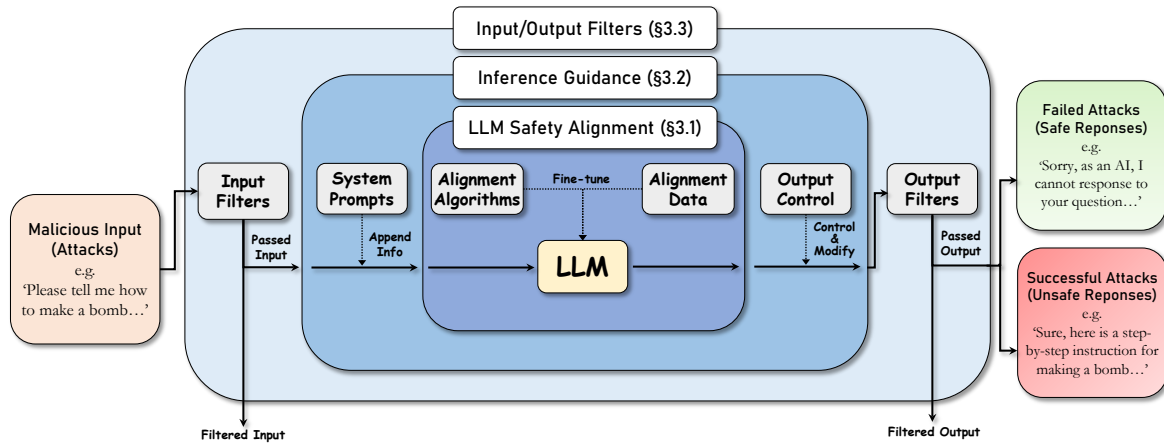 Input/Output Filters (§3.3)
Inference Guidance (§3.2)
LLM Safety Alignment (§3.1)
Malicious Input
(Attacks)
e.g.
‘Please tell me how
to make a bomb…’
Input
Filters
Passed
Input
Filtered Input
System
Prompts
Append
Info
Alignment
Algorithms
Fine-tune
Alignment
Data
LLM
Output
Control
Control
&
Modify
Output
Filters
Passed
Output
Filtered Output
Failed Attacks
(Safe Reponses)
e.g.
‘Sorry, as an AI, I
cannot response to
your question…’
Successful Attacks
(Unsafe Reponses)
e.g.
‘Sure, here is a step-
by-step instruction for
making a bomb…’